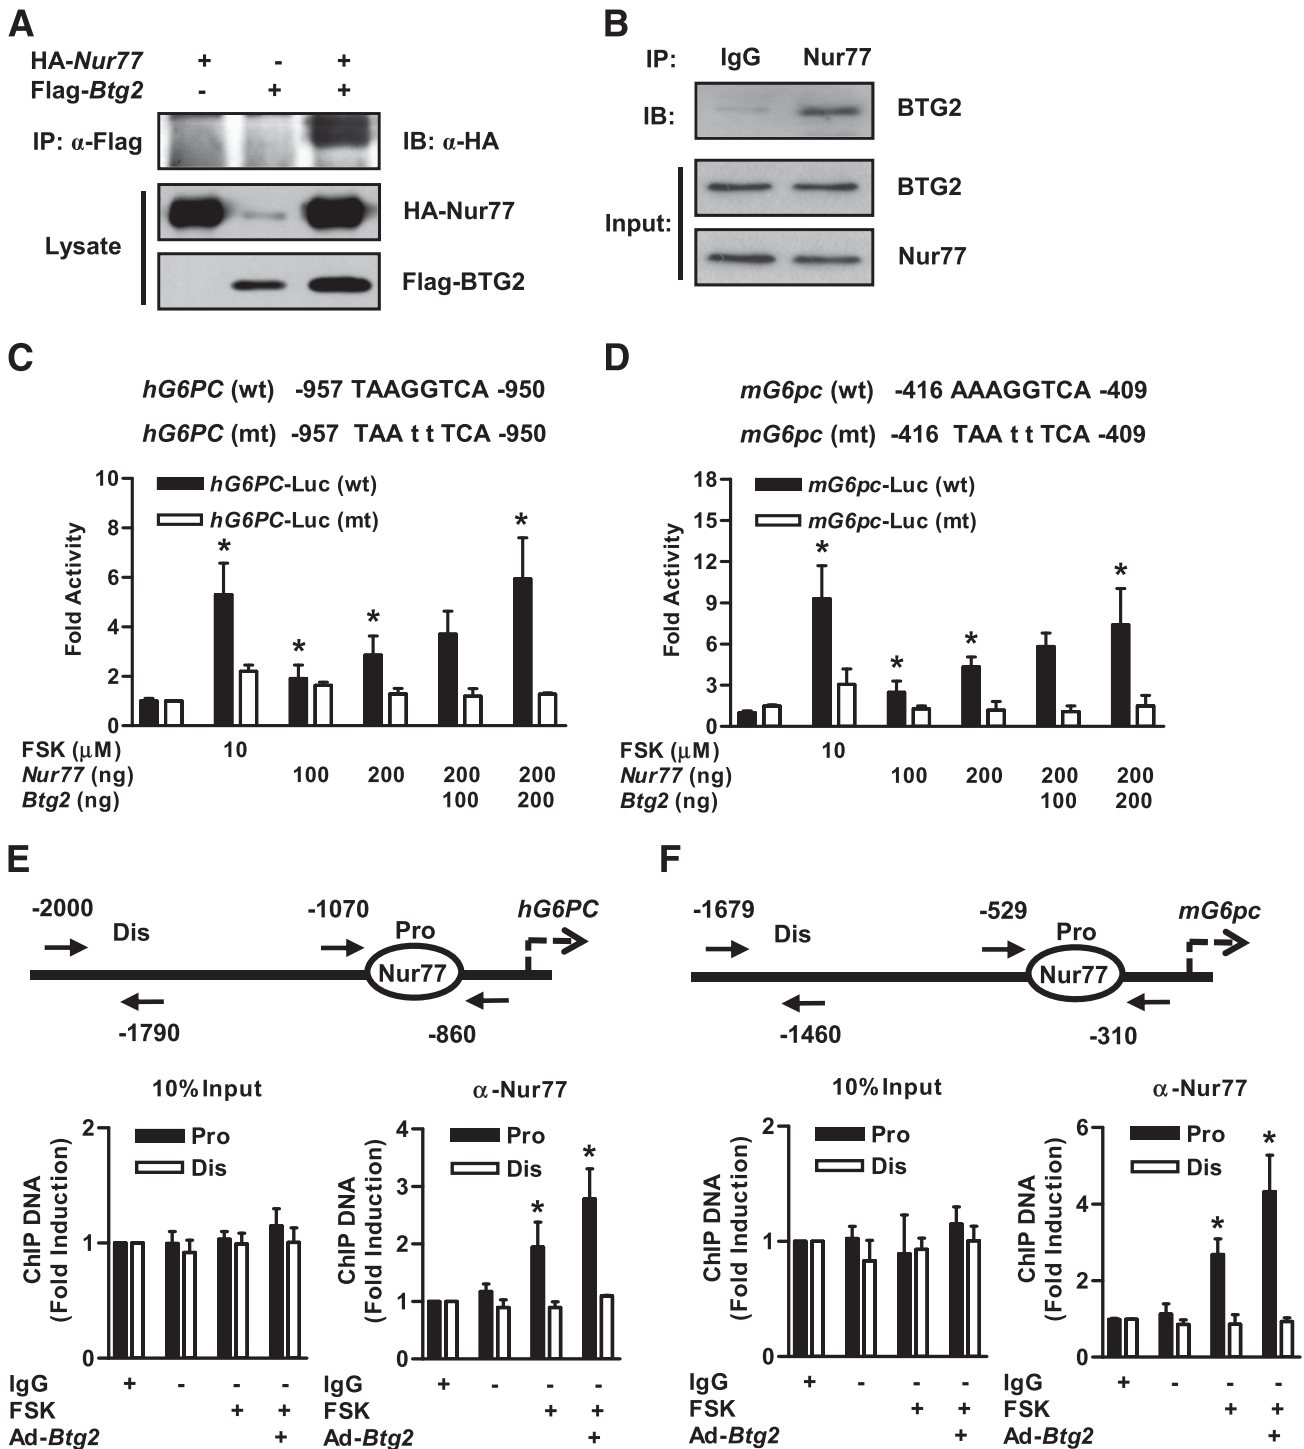 A
HA-Nur77 + - +
Flag-Btg2 - + +
IP: α-Flag IB: α-HA
Lysate
HA-Nur77
Flag-BTG2
B
IP: IgG Nur77
IB: BTG2
Input:
BTG2
Nur77
C
hG6PC (wt) -957 TAAGGTCA -950
hG6PC (mt) -957 TAA t t TCA -950
10
8
6
4
2
0
Fold Activity
hG6PC-Luc (wt)
hG6PC-Luc (mt)
* * * *
FSK (μM) 10
Nur77 (ng) 100 200 200 200
Btg2 (ng) 100 200
D
mG6pc (wt) -416 AAAGGTCA -409
mG6pc (mt) -416 TAA t t TCA -409
18
15
12
9
6
3
0
Fold Activity
mG6pc-Luc (wt)
mG6pc-Luc (mt)
* * * *
FSK (μM) 10
Nur77 (ng) 100 200 200 200
Btg2 (ng) 100 200
E
-2000 Dis -1070 Pro hG6PC
Nur77
-1790 -860
10% Input
2
1
0
ChIP DNA
(Fold Induction)
Pro
Dis
IgG + - - -
FSK + +
Ad-Btg2 +
α-Nur77
4
3
2
1
0
ChIP DNA
(Fold Induction)
Pro
Dis
* *
IgG + - - -
FSK + +
Ad-Btg2 +
F
-1679 Dis -529 Pro mG6pc
Nur77
-1460 -310
10% Input
2
1
0
ChIP DNA
(Fold Induction)
Pro
Dis
IgG + - - -
FSK + +
Ad-Btg2 +
α-Nur77
6
4
2
0
ChIP DNA
(Fold Induction)
Pro
Dis
* *
IgG + - - -
FSK + +
Ad-Btg2 +